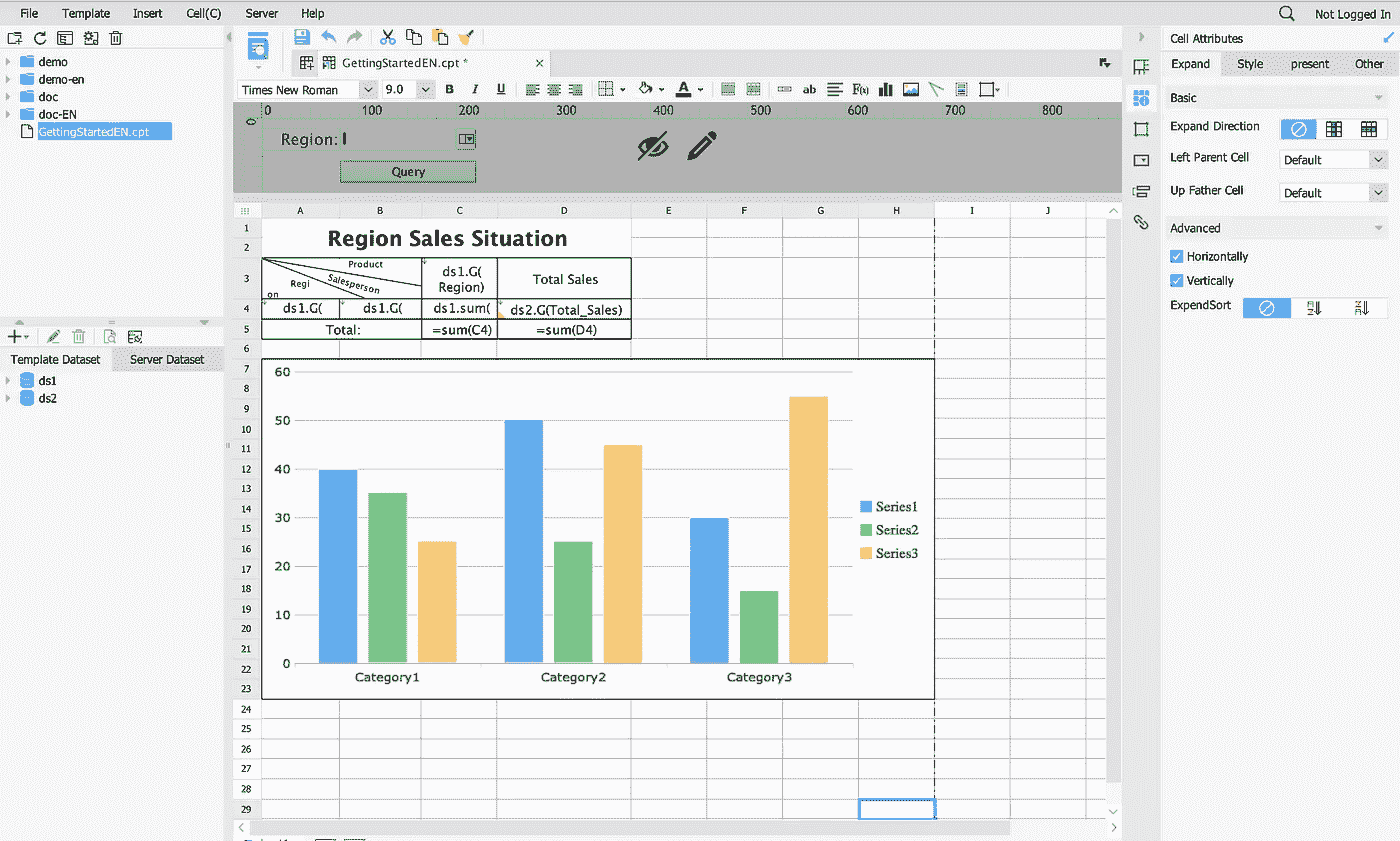 File Template Insert Cell(C) Server Help Not Logged In
demo
demo-en
doc
doc-EN
GettingStartedEN.cpt
Template Dataset Server Dataset
ds1
ds2
GettingStartedEN.cpt *
Times New Roman 9.0 B I U A ab F(x)
0 100 200 300 400 500 600 700 800
Region:
Query
A B C D E F G H I J
1
2
3
4
5
6
7
8
9
10
11
12
13
14
15
16
17
18
19
20
21
22
23
24
25
26
27
28
29
Region Sales Situation
Product
Salesperson
Regi
on
ds1.G(
Region)
Total Sales
ds1.G( ds1.G( ds1.sum( ds2.G(Total_Sales)
Total: =sum(C4) =sum(D4)
60
50
40
30
20
10
0
Category1 Category2 Category3
Series1
Series2
Series3
Cell Attributes
Expand Style present Other
Basic
Expand Direction
Left Parent Cell Default
Up Father Cell Default
Advanced
Horizontally
Vertically
ExpendSort